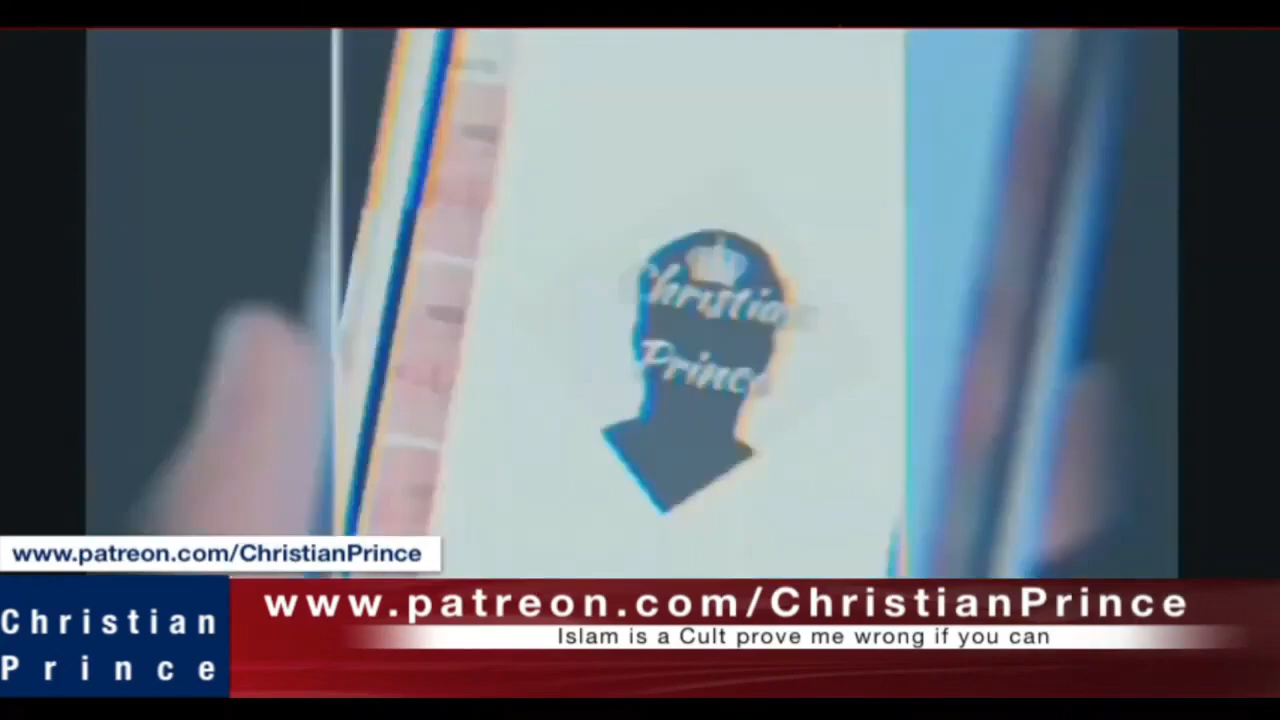 Christian
Prince
www.patreon.com/ChristianPrince
Christian
Prince
www.patreon.com/ChristianPrince
Islam is a Cult prove me wrong if you can